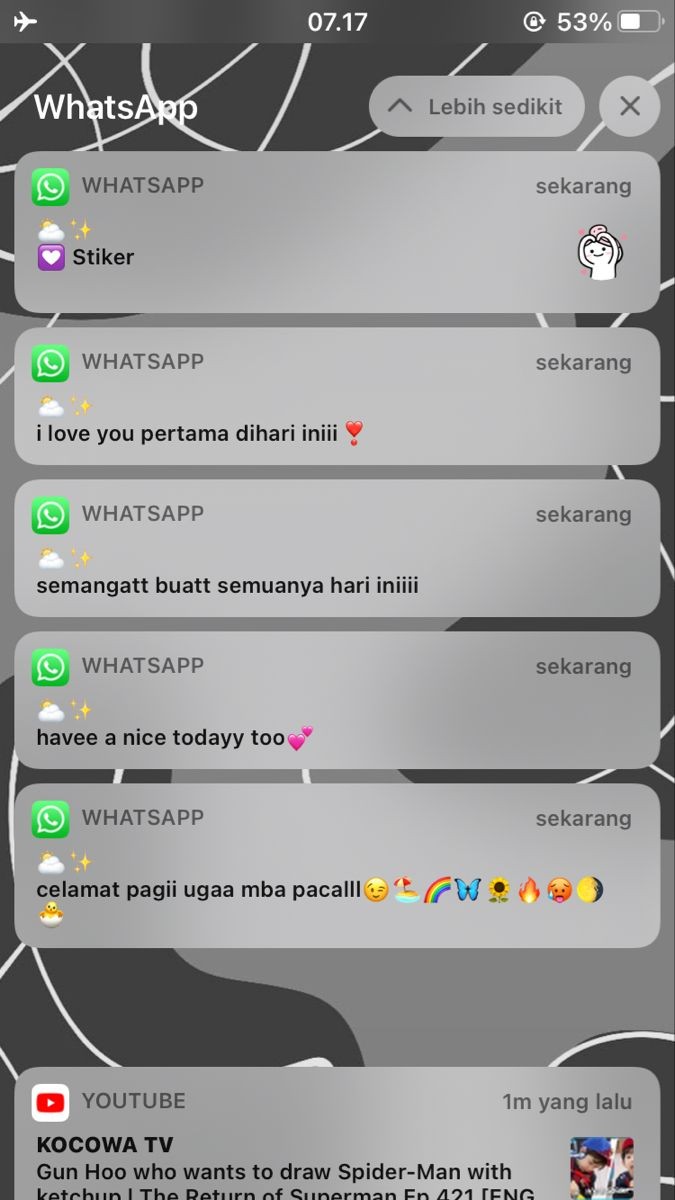 07.17
53%
WhatsApp
Lebih sedikit
WHATSAPP
sekarang
🌥️✨
💟 Stiker
WHATSAPP
sekarang
🌥️✨
i love you pertama dihari iniii❣️
WHATSAPP
sekarang
🌥️✨
semangatt buatt semuanya hari iniiii
WHATSAPP
sekarang
🌥️✨
havee a nice todayy too💕
WHATSAPP
sekarang
🌥️✨
celamat pagii ugaa mba pacalll😉🏖️🌈🦋🌻🔥🥵🌖
🐣
YOUTUBE
1m yang lalu
KOCOWA TV
Gun Hoo who wants to draw Spider-Man with
ketchup l The Return of Superman Ep 421 [ENG